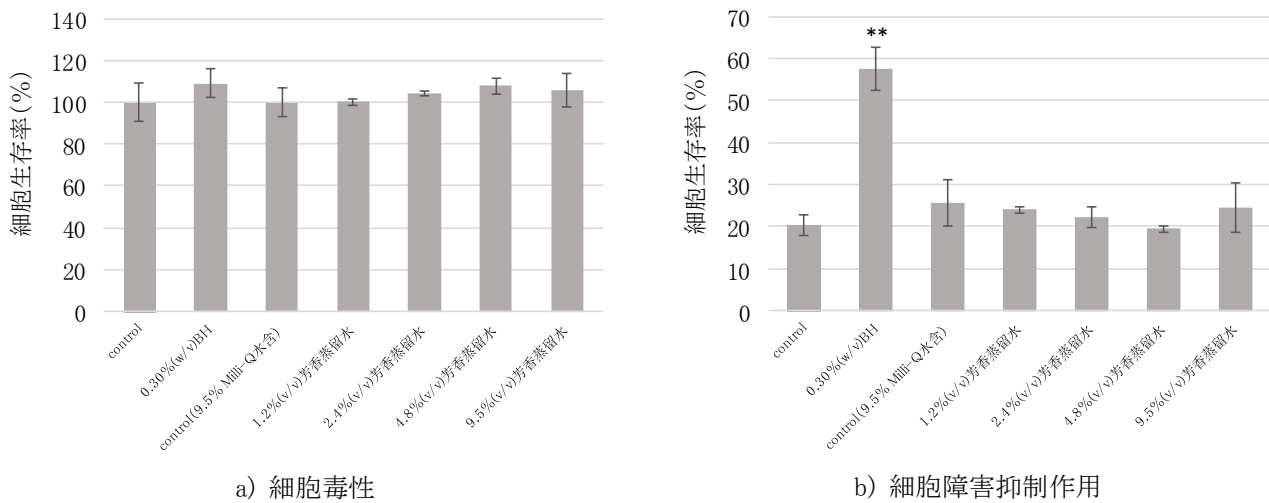 細胞生存率(%)
140
120
100
80
60
40
20
0
control
0.30%(w/v)BH
control(9.5% Milli-Q水含)
1.2%(v/v)芳香蒸留水
2.4%(v/v)芳香蒸留水
4.8%(v/v)芳香蒸留水
9.5%(v/v)芳香蒸留水
a) 細胞毒性
細胞生存率(%)
70
60
50
40
30
20
10
0
**
control
0.30%(w/v)BH
control(9.5% Milli-Q水含)
1.2%(v/v)芳香蒸留水
2.4%(v/v)芳香蒸留水
4.8%(v/v)芳香蒸留水
9.5%(v/v)芳香蒸留水
b) 細胞障害抑制作用